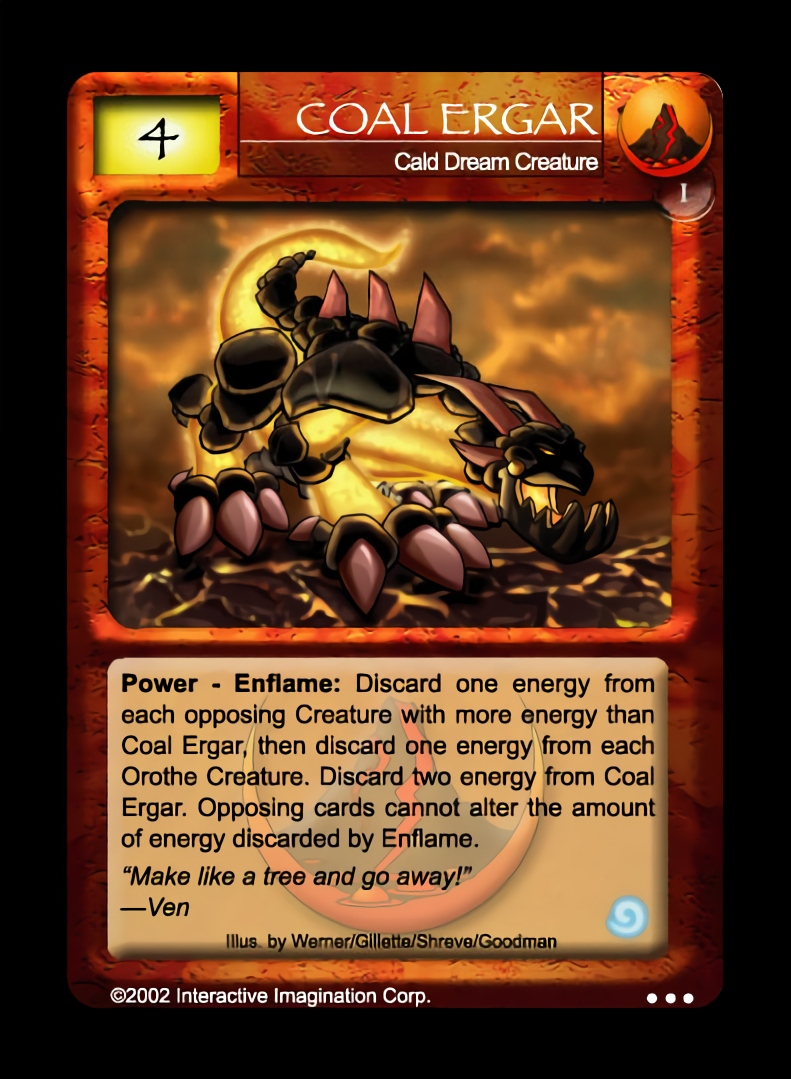 4
COAL ERGAR
Cald Dream Creature
I
Power - Enflame: Discard one energy from
each opposing Creature with more energy than
Coal Ergar, then discard one energy from each
Orothe Creature. Discard two energy from Coal
Ergar. Opposing cards cannot alter the amount
of energy discarded by Enflame.
“Make like a tree and go away!”
—Ven
Illus. by Werner/Gillette/Shreve/Goodman
©2002 Interactive Imagination Corp.